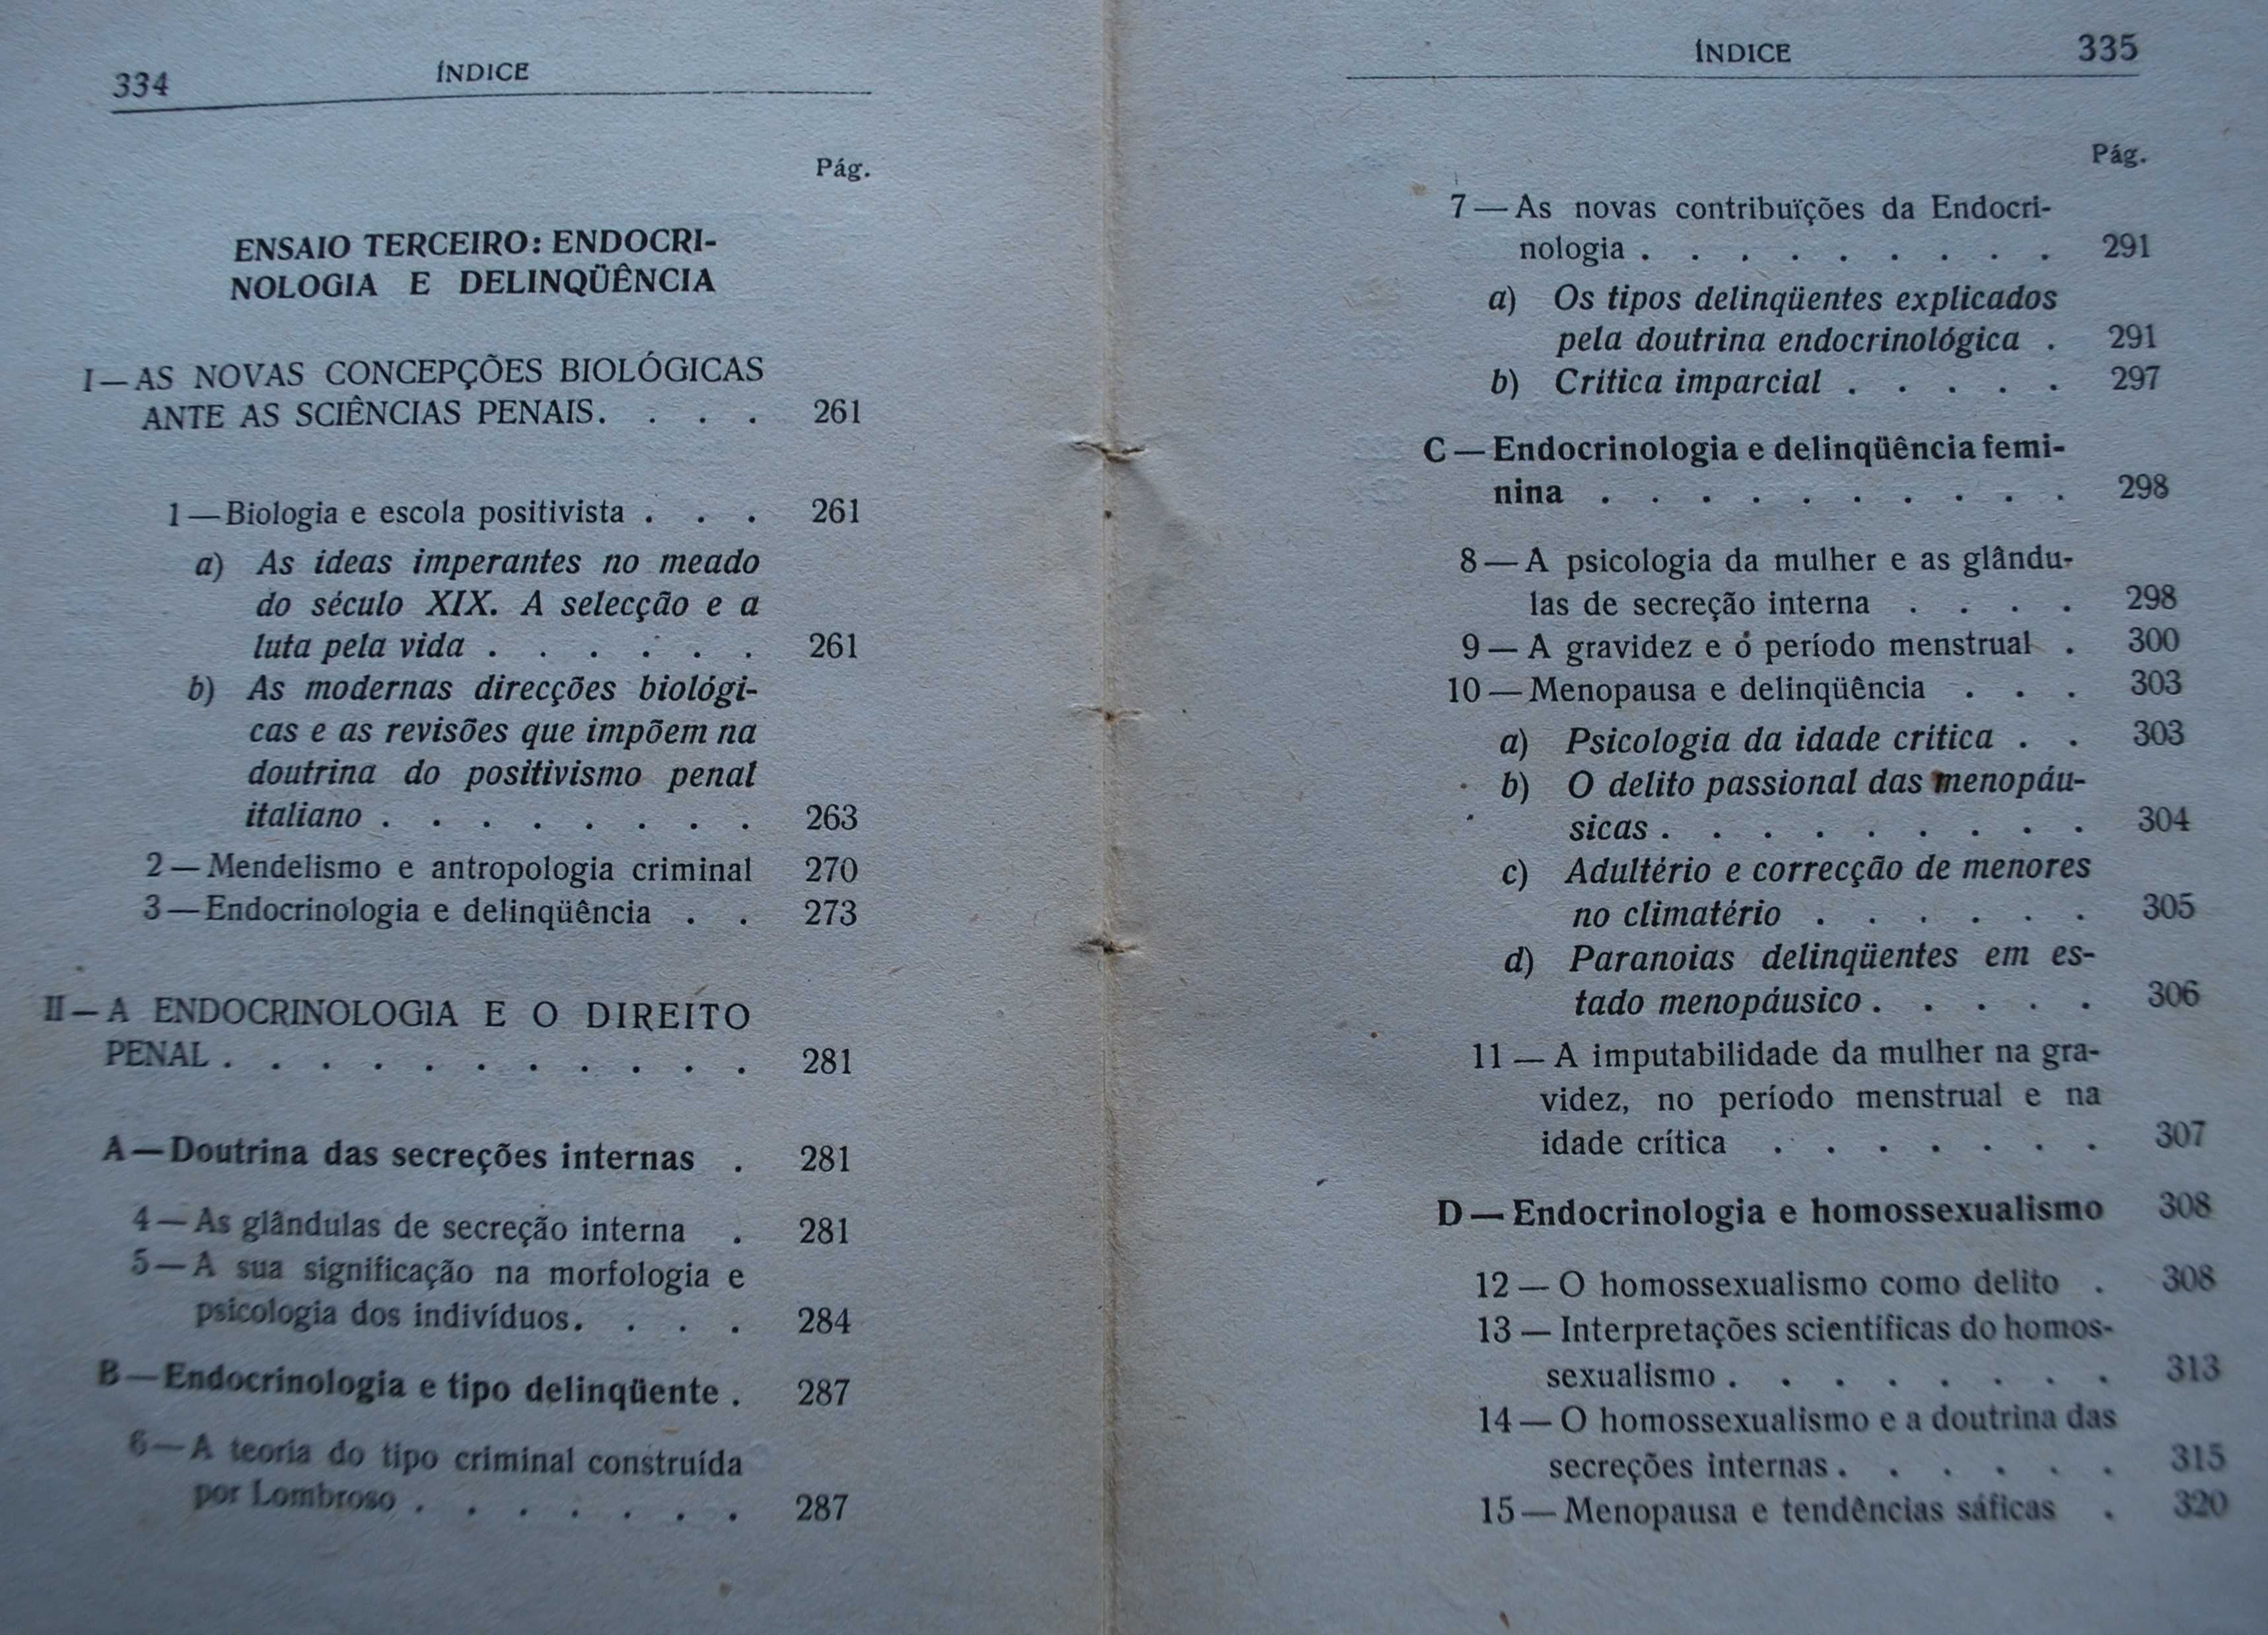 334
ÍNDICE
Pág.
ENSAIO TERCEIRO: ENDOCRI-
NOLOGIA E DELINQÜÊNCIA
I — AS NOVAS CONCEPÇÕES BIOLÓGICAS
ANTE AS SCIÊNCIAS PENAIS. . . . 261
1 — Biologia e escola positivista . . . 261
a) As ideas imperantes no meado
do século XIX. A selecção e a
luta pela vida . . . . . . 261
b) As modernas direcções biológi-
cas e as revisões que impõem na
doutrina do positivismo penal
italiano . . . . . . . . 263
2 — Mendelismo e antropologia criminal 270
3 — Endocrinologia e delinqüência . . 273
II — A ENDOCRINOLOGIA E O DIREITO
PENAL . . . . . . . . . . . 281
A — Doutrina das secreções internas . 281
4 — As glândulas de secreção interna . 281
5 — A sua significação na morfologia e
psicologia dos indivíduos. . . . 284
B — Endocrinologia e tipo delinqüente . 287
6 — A teoria do tipo criminal construída
por Lombroso . . . . . . . 287
ÍNDICE
335
Pág.
7 — As novas contribuïções da Endocri-
nologia . . . . . . . . . 291
a) Os tipos delinqüentes explicados
pela doutrina endocrinológica . 291
b) Crítica imparcial . . . . . 297
C — Endocrinologia e delinqüência femi-
nina . . . . . . . . . . 298
8 — A psicologia da mulher e as glându-
las de secreção interna . . . . 298
9 — A gravidez e o período menstrual . 300
10 — Menopausa e delinqüência . . . 303
a) Psicologia da idade crítica . . 303
b) O delito passional das menopáu-
sicas . . . . . . . . . 304
c) Adultério e correcção de menores
no climatério . . . . . . 305
d) Paranoias delinqüentes em es-
tado menopáusico . . . . . 306
11 — A imputabilidade da mulher na gra-
videz, no período menstrual e na
idade crítica . . . . . . . 307
D — Endocrinologia e homossexualismo 308
12 — O homossexualismo como delito . 308
13 — Interpretações scientíficas do homos-
sexualismo . . . . . . . . 313
14 — O homossexualismo e a doutrina das
secreções internas . . . . . . 315
15 — Menopausa e tendências sáficas . 320